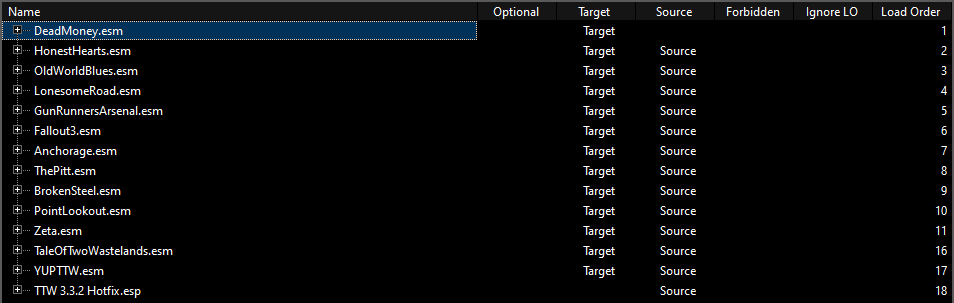 Name Optional Target Source Forbidden Ignore LO Load Order
DeadMoney.esm Target 1
HonestHearts.esm Target Source 2
OldWorldBlues.esm Target Source 3
LonesomeRoad.esm Target Source 4
GunRunnersArsenal.esm Target Source 5
Fallout3.esm Target Source 6
Anchorage.esm Target Source 7
ThePitt.esm Target Source 8
BrokenSteel.esm Target Source 9
PointLookout.esm Target Source 10
Zeta.esm Target Source 11
TaleOfTwoWastelands.esm Target Source 16
YUPTTW.esm Target Source 17
TTW 3.3.2 Hotfix.esp Source 18